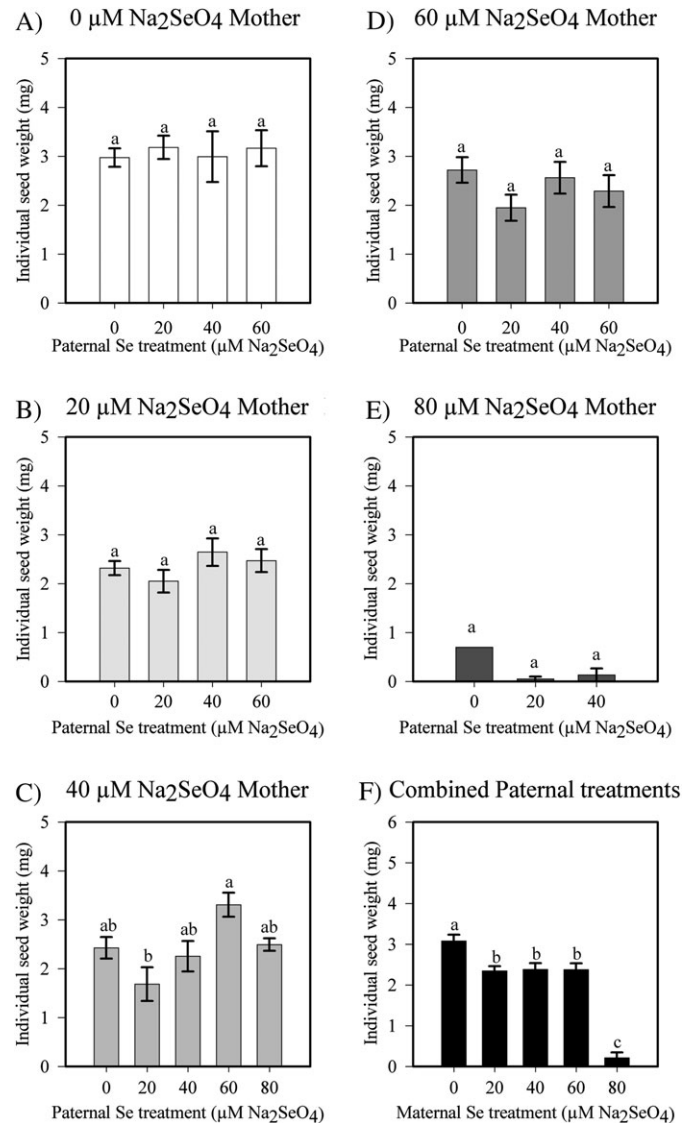 A) 0 μM Na2SeO4 Mother
5
4
3
2
1
0
Individual seed weight (mg)
a
a
a
a
0 20 40 60
Paternal Se treatment (μM Na2SeO4)
B) 20 μM Na2SeO4 Mother
5
4
3
2
1
0
Individual seed weight (mg)
a
a
a
a
0 20 40 60
Paternal Se treatment (μM Na2SeO4)
C) 40 μM Na2SeO4 Mother
5
4
3
2
1
0
Individual seed weight (mg)
ab
b
ab
a
ab
0 20 40 60 80
Paternal Se treatment (μM Na2SeO4)
D) 60 μM Na2SeO4 Mother
5
4
3
2
1
0
Individual seed weight (mg)
a
a
a
a
0 20 40 60
Paternal Se treatment (μM Na2SeO4)
E) 80 μM Na2SeO4 Mother
5
4
3
2
1
0
Individual seed weight (mg)
a
a
a
0 20 40
Paternal Se treatment (μM Na2SeO4)
F) Combined Paternal treatments
6
5
4
3
2
1
0
Individual seed weight (mg)
a
b
b
b
c
0 20 40 60 80
Maternal Se treatment (μM Na2SeO4)